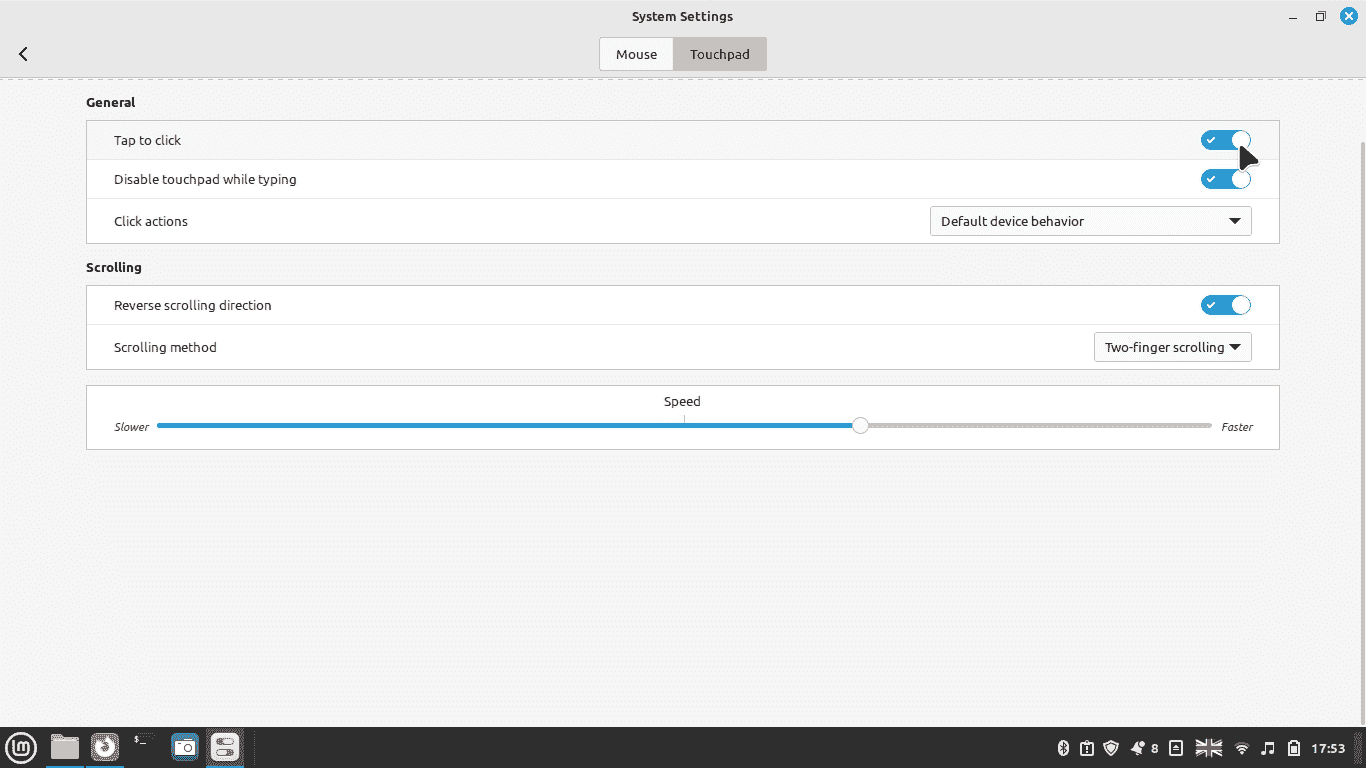 System Settings
Mouse Touchpad
General
Tap to click
Disable touchpad while typing
Click actions Default device behavior
Scrolling
Reverse scrolling direction
Scrolling method Two-finger scrolling
Speed
Slower Faster
8 17:53